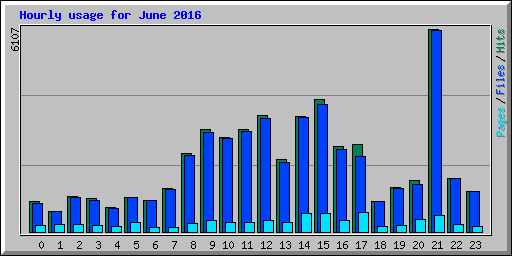 Hourly usage for June 2016
6107
Pages/Files/Hits
0 1 2 3 4 5 6 7 8 9 10 11 12 13 14 15 16 17 18 19 20 21 22 23